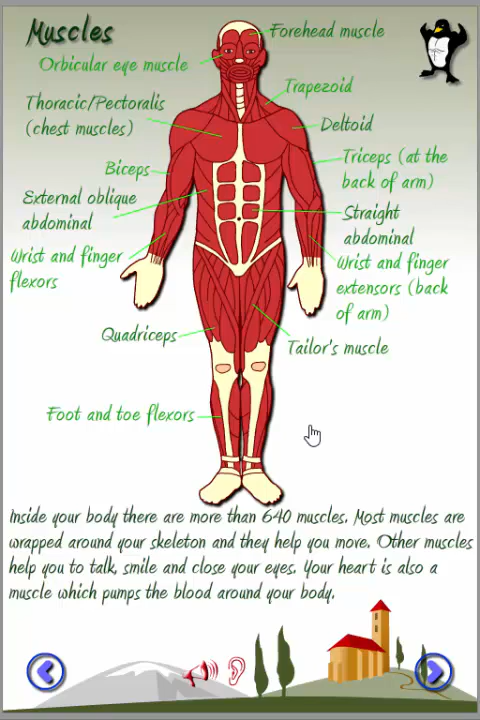 Muscles
Forehead muscle
Orbicular eye muscle
Trapezoid
Thoracic/Pectoralis
(chest muscles)
Deltoid
Triceps (at the
back of arm)
Biceps
External oblique
abdominal
Straight
abdominal
Wrist and finger
flexors
Wrist and finger
extensors (back
of arm)
Quadriceps
Tailor's muscle
Foot and toe flexors
Inside your body there are more than 640 muscles. Most muscles are
wrapped around your skeleton and they help you move. Other muscles
help you to talk, smile and close your eyes. Your heart is also a
muscle which pumps the blood around your body.